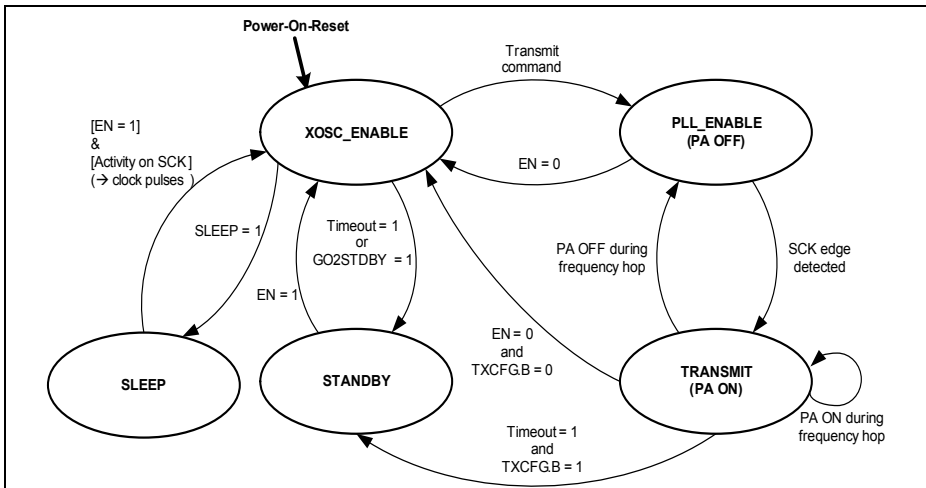 Power-On-Reset
Transmit
command
[EN = 1]
&
[Activity on SCK]
(→ clock pulses)
XOSC_ENABLE
PLL_ENABLE
(PA OFF)
EN = 0
SLEEP = 1
Timeout = 1
or
GO2STDBY = 1
EN = 1
PA OFF during
frequency hop
SCK edge
detected
EN = 0
and
TXCFG.B = 0
SLEEP
STANDBY
TRANSMIT
(PA ON)
PA ON during
frequency hop
Timeout = 1
and
TXCFG.B = 1